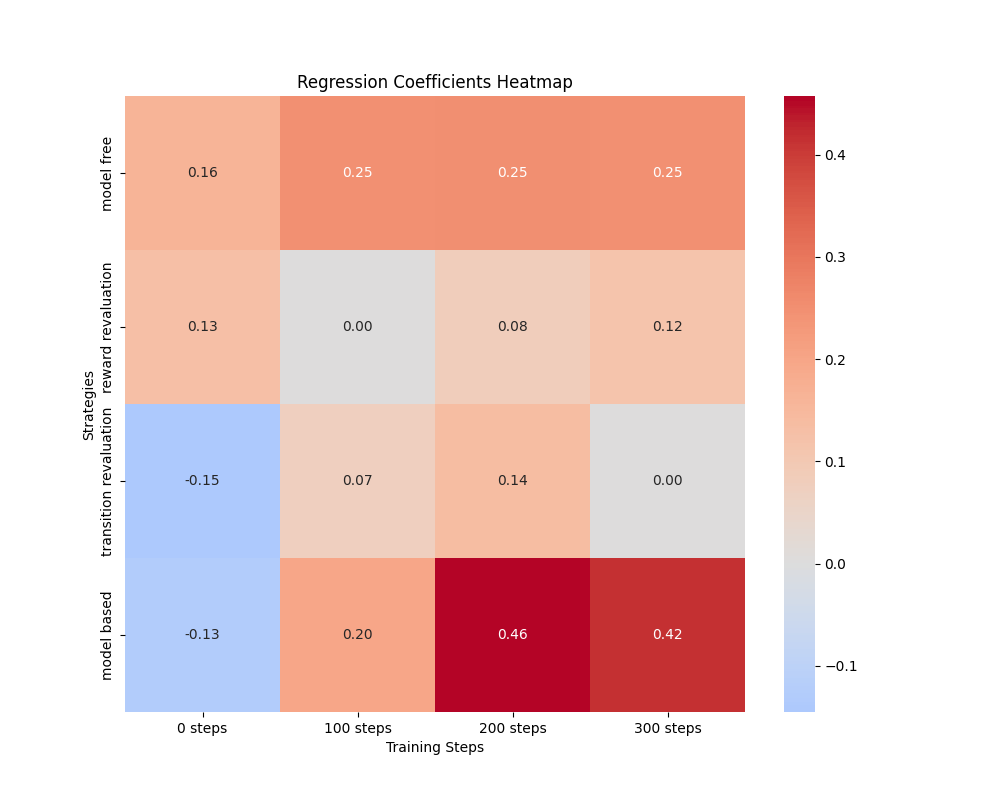 Regression Coefficients Heatmap
model free
0.16 0.25 0.25 0.25
reward revaluation
0.13 0.00 0.08 0.12
transition revaluation
-0.15 0.07 0.14 0.00
model based
-0.13 0.20 0.46 0.42
Strategies
0 steps 100 steps 200 steps 300 steps
Training Steps
0.4
0.3
0.2
0.1
0.0
−0.1